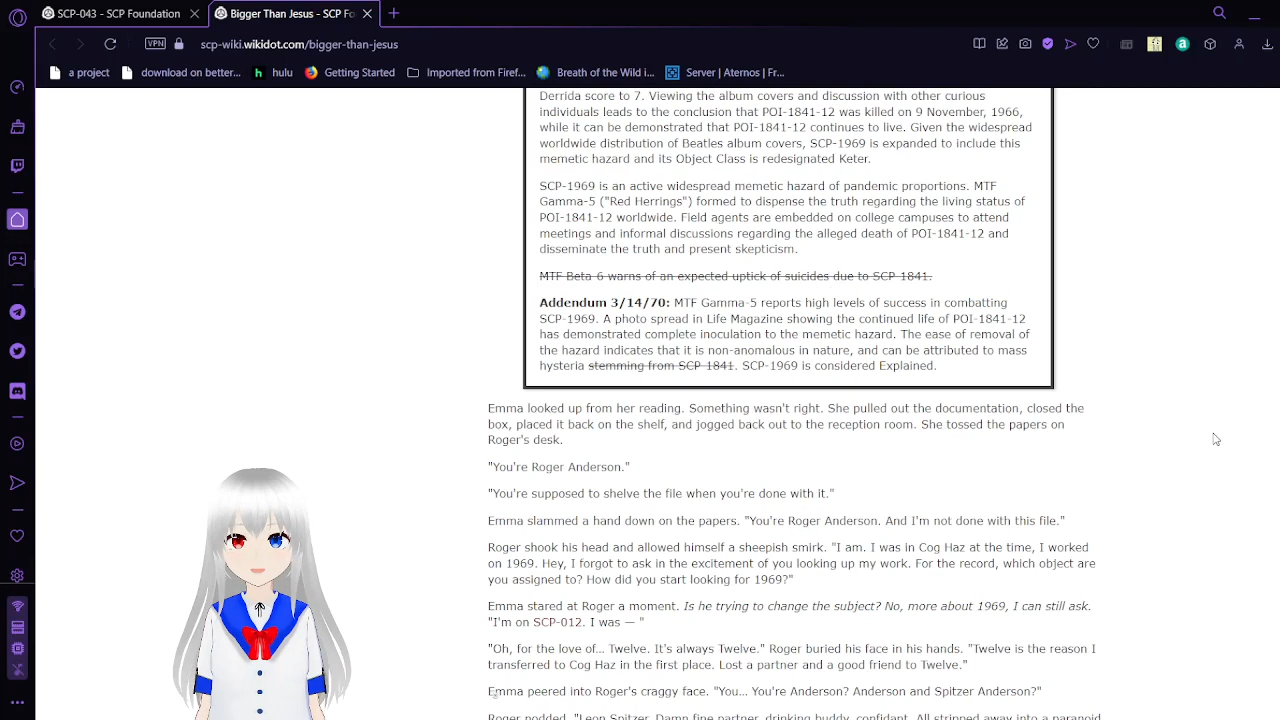 SCP-043 - SCP Foundation
Bigger Than Jesus - SCP Fo
VPN
scp-wiki.wikidot.com/bigger-than-jesus
a project
download on better...
h hulu
Getting Started
Imported from Firef...
Breath of the Wild i...
Server | Aternos | Fr...
Derrida score to 7. Viewing the album covers and discussion with other curious
individuals leads to the conclusion that POI-1841-12 was killed on 9 November, 1966,
while it can be demonstrated that POI-1841-12 continues to live. Given the widespread
worldwide distribution of Beatles album covers, SCP-1969 is expanded to include this
memetic hazard and its Object Class is redesignated Keter.
SCP-1969 is an active widespread memetic hazard of pandemic proportions. MTF
Gamma-5 ("Red Herrings") formed to dispense the truth regarding the living status of
POI-1841-12 worldwide. Field agents are embedded on college campuses to attend
meetings and informal discussions regarding the alleged death of POI-1841-12 and
disseminate the truth and present skepticism.
MTF Beta-6 warns of an expected uptick of suicides due to SCP-1841.
Addendum 3/14/70: MTF Gamma-5 reports high levels of success in combatting
SCP-1969. A photo spread in Life Magazine showing the continued life of POI-1841-12
has demonstrated complete inoculation to the memetic hazard. The ease of removal of
the hazard indicates that it is non-anomalous in nature, and can be attributed to mass
hysteria stemming from SCP-1841. SCP-1969 is considered Explained.
Emma looked up from her reading. Something wasn't right. She pulled out the documentation, closed the
box, placed it back on the shelf, and jogged back out to the reception room. She tossed the papers on
Roger's desk.
"You're Roger Anderson."
"You're supposed to shelve the file when you're done with it."
Emma slammed a hand down on the papers. "You're Roger Anderson. And I'm not done with this file."
Roger shook his head and allowed himself a sheepish smirk. "I am. I was in Cog Haz at the time, I worked
on 1969. Hey, I forgot to ask in the excitement of you looking up my work. For the record, which object are
you assigned to? How did you start looking for 1969?"
Emma stared at Roger a moment. Is he trying to change the subject? No, more about 1969, I can still ask.
"I'm on SCP-012. I was — "
"Oh, for the love of... Twelve. It's always Twelve." Roger buried his face in his hands. "Twelve is the reason I
transferred to Cog Haz in the first place. Lost a partner and a good friend to Twelve."
Emma peered into Roger's craggy face. "You... You're Anderson? Anderson and Spitzer Anderson?"
Roger nodded. "Leon Spitzer. Damn fine partner, drinking buddy, confidant. All stripped away into a paranoid